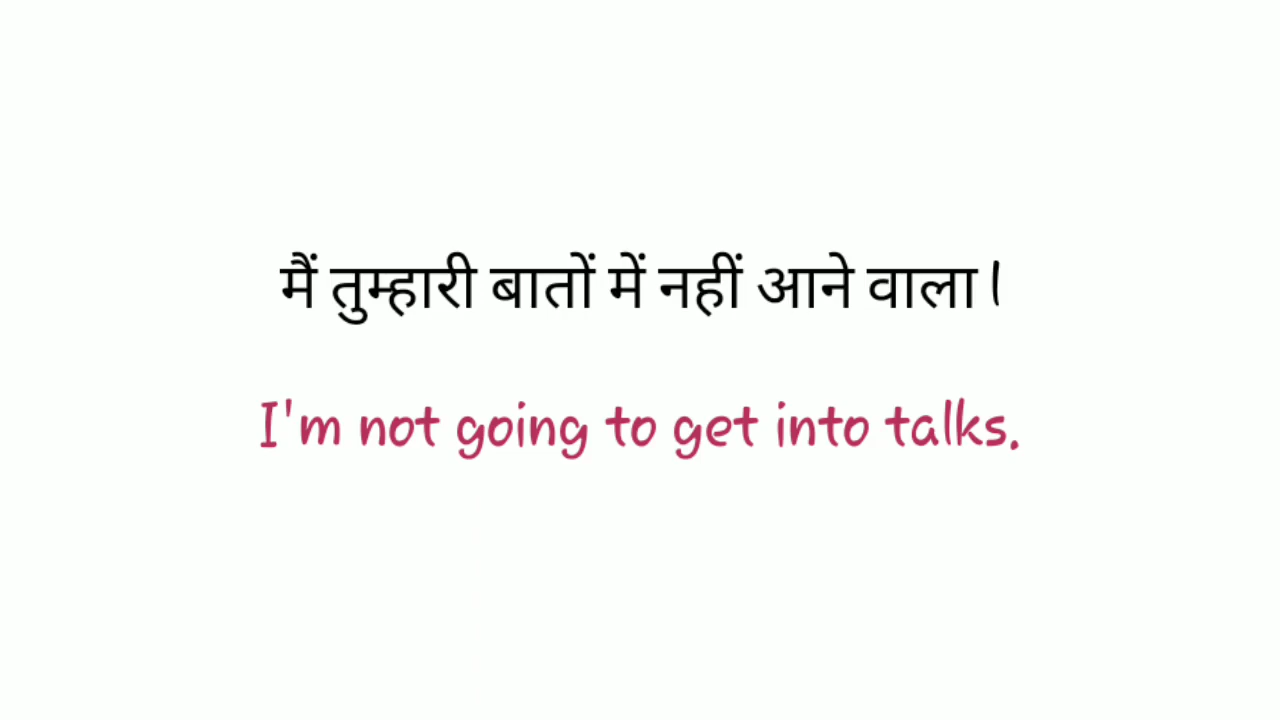 मैं तुम्हारी बातों में नहीं आने वाला।
I'm not going to get into talks.